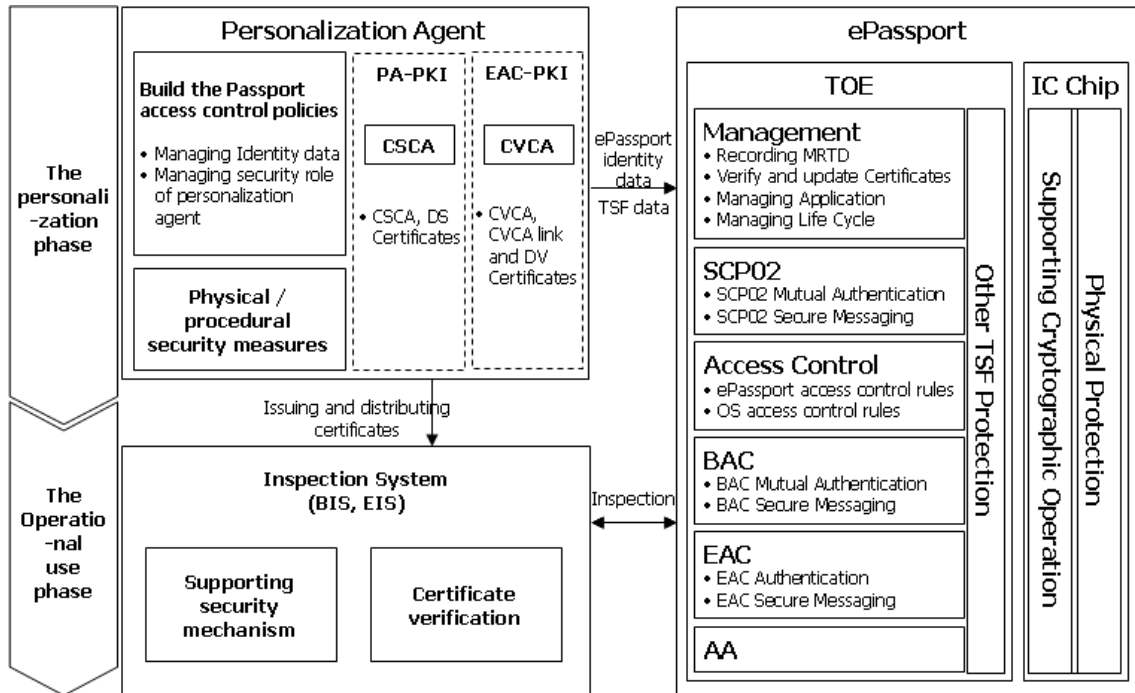 The
personali
-zation
phase
The
Operatio
-nal
use
phase
Personalization Agent
Build the Passport
access control policies
• Managing Identity data
• Managing security role
of personalization
agent
Physical /
procedural
security measures
PA-PKI
CSCA
• CSCA, DS
Certificates
EAC-PKI
CVCA
• CVCA,
CVCA link
and DV
Certificates
ePassport
identity
data
TSF data
Issuing and distributing
certificates
Inspection System
(BIS, EIS)
Supporting
security
mechanism
Certificate
verification
Inspection
ePassport
TOE
Management
• Recording MRTD
• Verify and update Certificates
• Managing Application
• Managing Life Cycle
SCP02
• SCP02 Mutual Authentication
• SCP02 Secure Messaging
Access Control
• ePassport access control rules
• OS access control rules
BAC
• BAC Mutual Authentication
• BAC Secure Messaging
EAC
• EAC Authentication
• EAC Secure Messaging
AA
Other TSF Protection
IC Chip
Supporting Cryptographic Operation
Physical Protection